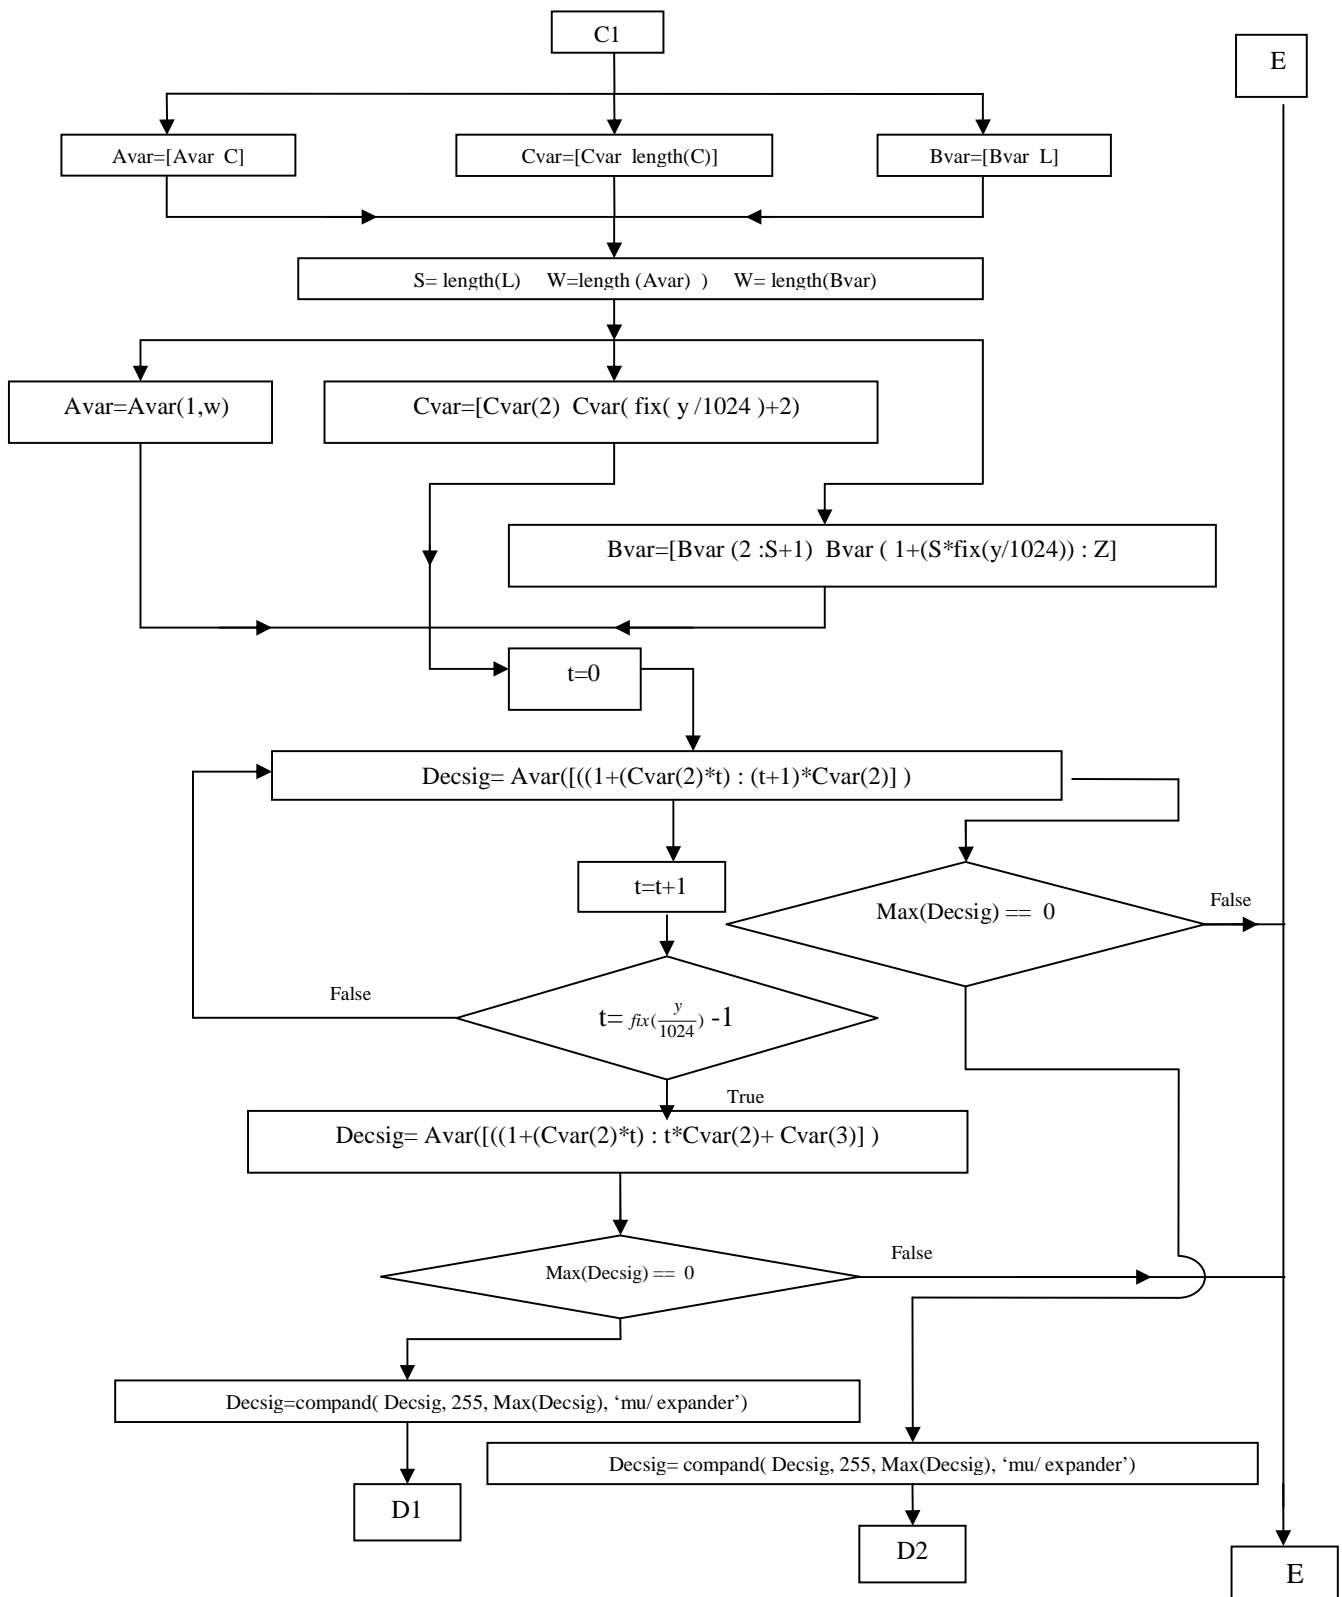 C1
E
Avar=[Avar C]
Cvar=[Cvar length(C)]
Bvar=[Bvar L]
S= length(L) W=length (Avar) ) W= length(Bvar)
Avar=Avar(1,w)
Cvar=[Cvar(2) Cvar( fix( y /1024 )+2)
Bvar=[Bvar (2 :S+1) Bvar ( 1+(S*fix(y/1024)) : Z]
t=0
Decsig= Avar([((1+(Cvar(2)*t) : (t+1)*Cvar(2)] )
t=t+1
Max(Decsig) == 0
False
False
t= fix(y/1024) -1
True
Decsig= Avar([((1+(Cvar(2)*t) : t*Cvar(2)+ Cvar(3)] )
False
Max(Decsig) == 0
Decsig=compand( Decsig, 255, Max(Decsig), ‘mu/ expander’)
Decsig= compand( Decsig, 255, Max(Decsig), ‘mu/ expander’)
D1
D2
E